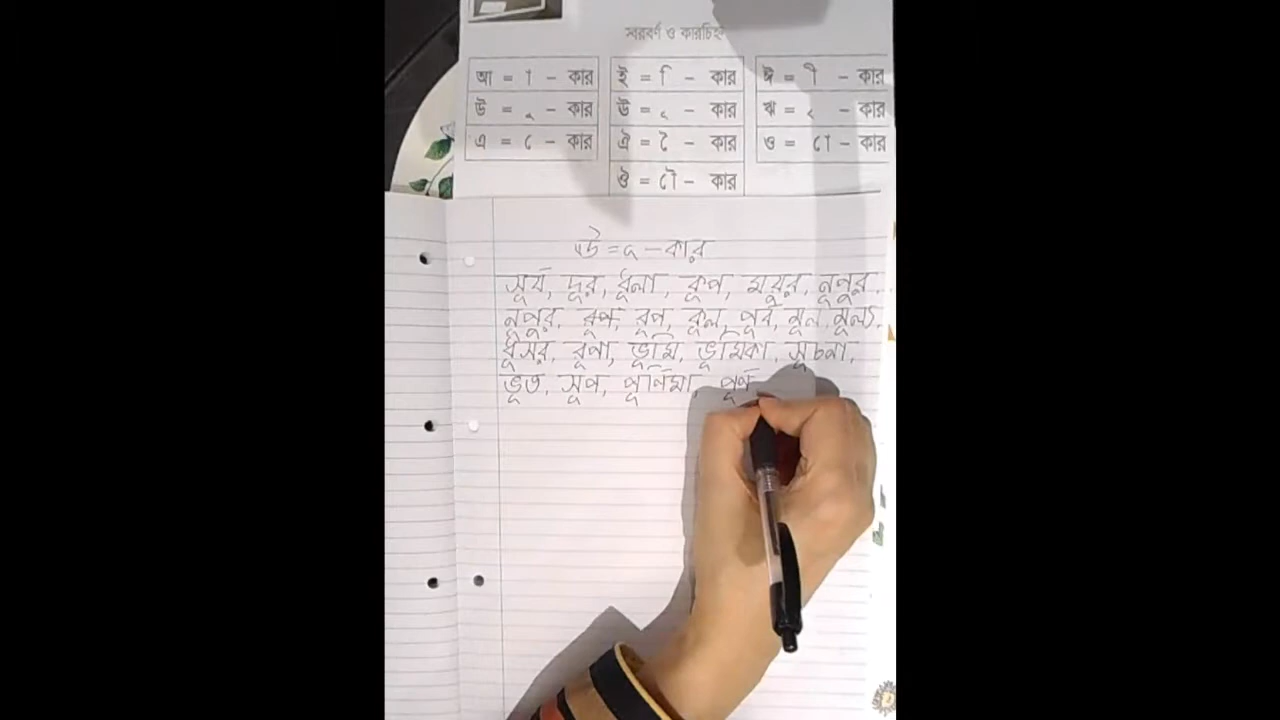 স্বরবর্ণ ও কারচিহ্ন
আ = া - কার ই = ি - কার ঈ = ী - কার
উ = ু - কার ঊ = ূ - কার ঋ = ৃ - কার
এ = ে - কার ঐ = ৈ - কার ও = ো - কার
ঔ = ৌ - কার
ঊ = ূ - কার
সূর্য, দূর, ধূলা, কূপ, ময়ূর, নূপুর,
নূপুর, রূপ, রূপ, কূল, পূর্ব, মূল, মূল্য,
ধূসর, রূপা, ভূমি, ভূমিকা, সূচনা,
ভূত, সূপ, পূর্ণিমা, পূর্ণ